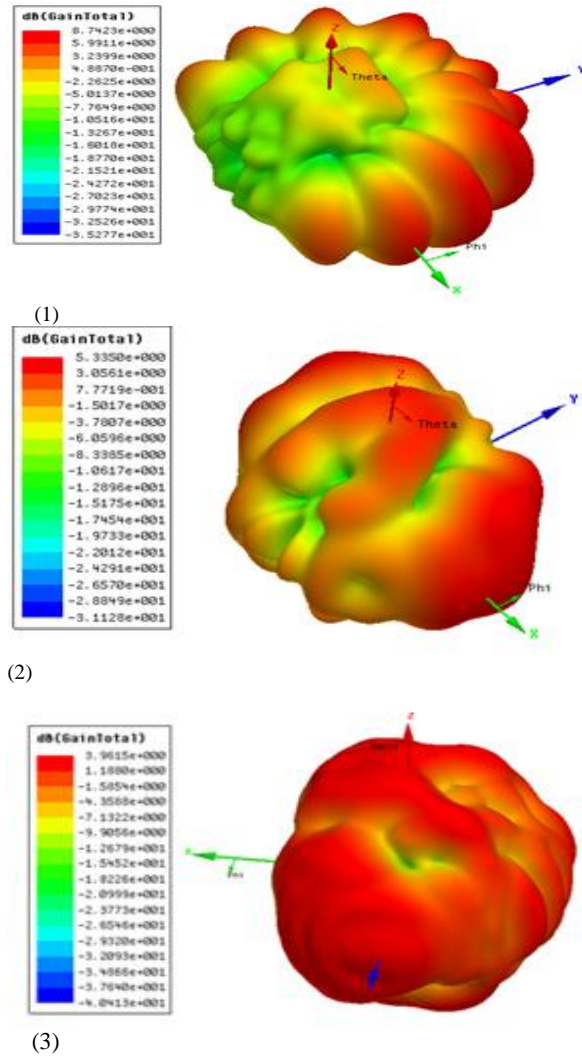 dB(GainTotal)
8.7423e+000
5.9911e+000
3.2399e+000
4.8870e-001
-2.2625e+000
-5.0137e+000
-7.7649e+000
-1.0516e+001
-1.3267e+001
-1.6018e+001
-1.8770e+001
-2.1521e+001
-2.4272e+001
-2.7023e+001
-2.9774e+001
-3.2526e+001
-3.5277e+001
Z
Theta
Y
Phi
X
(1)
dB(GainTotal)
5.3350e+000
3.0561e+000
7.7719e-001
-1.5017e+000
-3.7807e+000
-6.0596e+000
-8.3385e+000
-1.0617e+001
-1.2896e+001
-1.5175e+001
-1.7454e+001
-1.9733e+001
-2.2012e+001
-2.4291e+001
-2.6570e+001
-2.8849e+001
-3.1128e+001
Z
Theta
Y
Phi
X
(2)
dB(GainTotal)
3.9615e+000
1.1880e+000
-1.5854e+000
-4.3588e+000
-7.1322e+000
-9.9056e+000
-1.2679e+001
-1.5452e+001
-1.8226e+001
-2.0999e+001
-2.3773e+001
-2.6546e+001
-2.9320e+001
-3.2093e+001
-3.4866e+001
-3.7640e+001
-4.0413e+001
Z
X
(3)